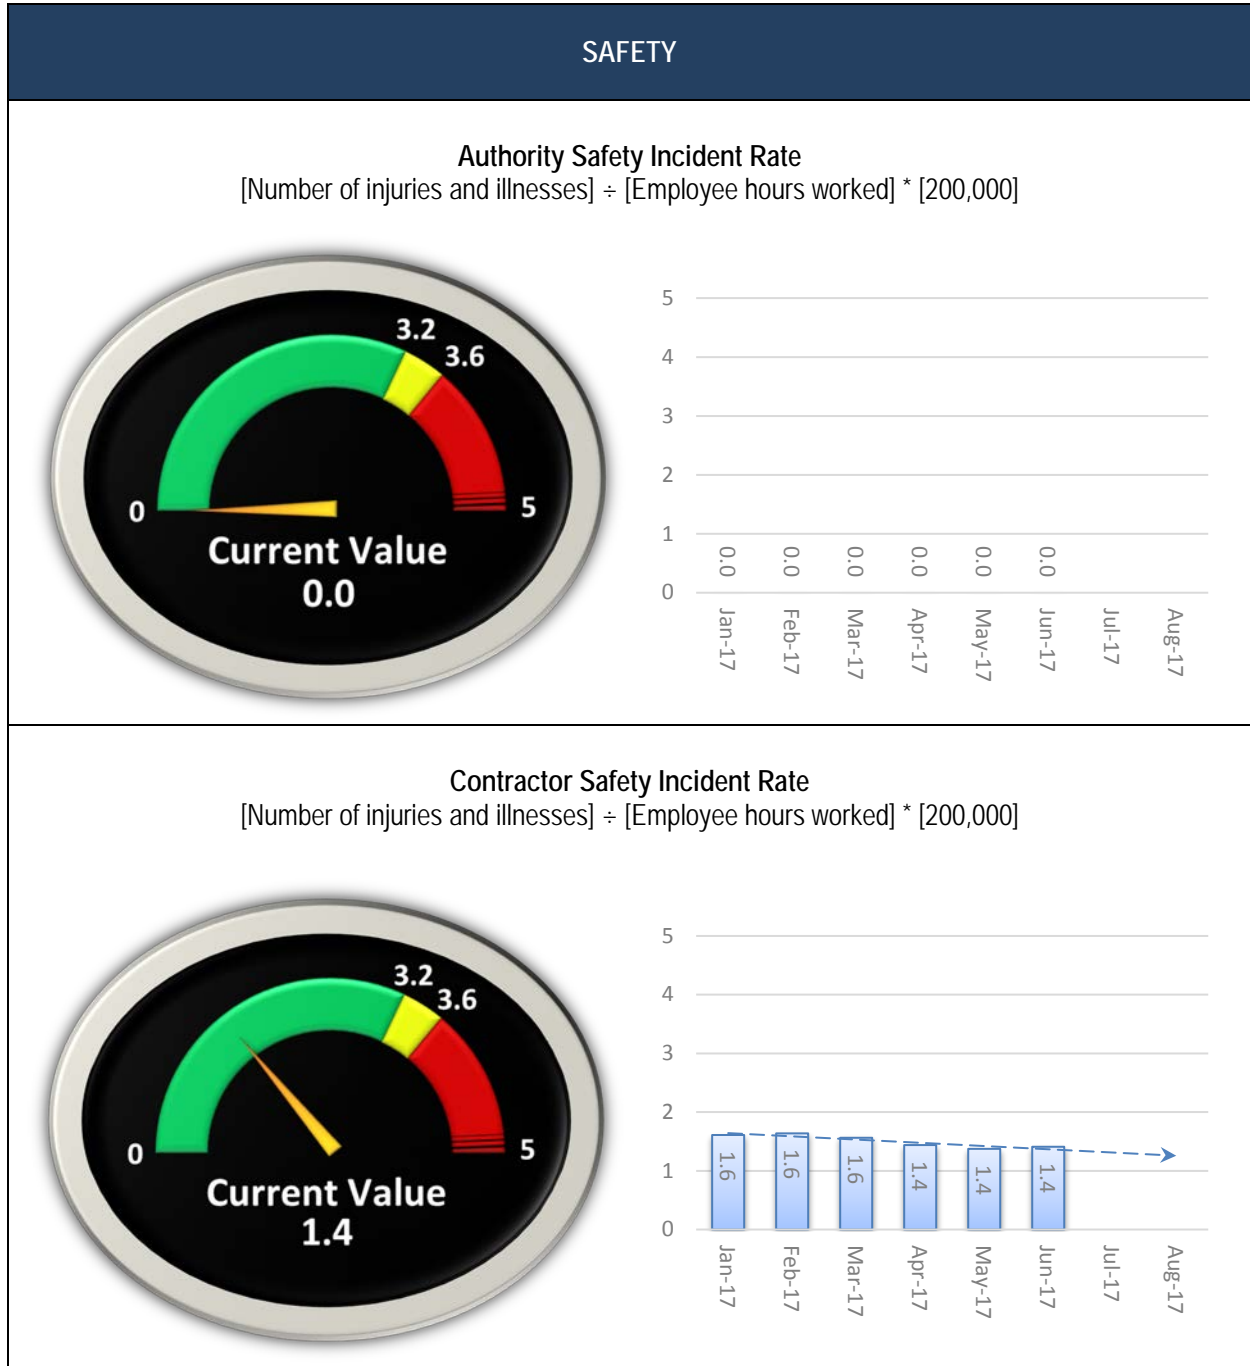 SAFETY
Authority Safety Incident Rate
[Number of injuries and illnesses] ÷ [Employee hours worked] * [200,000]
3.2
3.6
0
5
Current Value
0.0
5
4
3
2
1
0
0.0
0.0
0.0
0.0
0.0
0.0
Jan-17
Feb-17
Mar-17
Apr-17
May-17
Jun-17
Jul-17
Aug-17
Contractor Safety Incident Rate
[Number of injuries and illnesses] ÷ [Employee hours worked] * [200,000]
3.2
3.6
0
5
Current Value
1.4
5
4
3
2
1
0
1.6
1.6
1.6
1.4
1.4
1.4
Jan-17
Feb-17
Mar-17
Apr-17
May-17
Jun-17
Jul-17
Aug-17